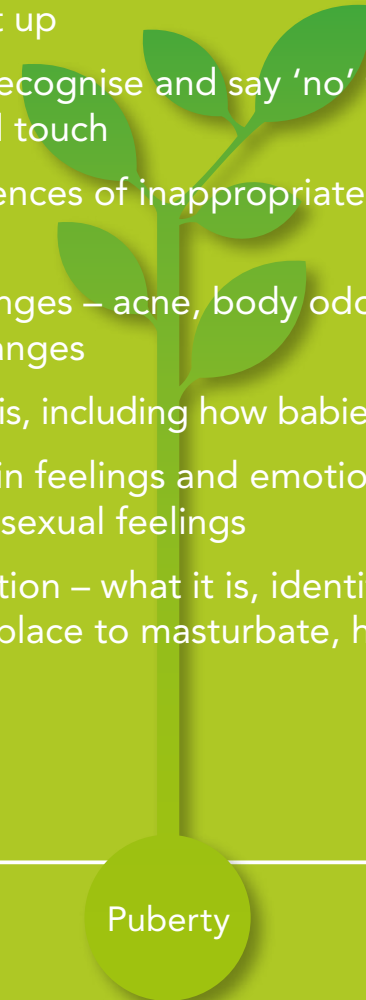 t up
ecognise and say ‘no’
l touch
ences of inappropriate
nges – acne, body odo
anges
is, including how babie
in feelings and emotio
sexual feelings
tion – what it is, identi
place to masturbate, h
Puberty